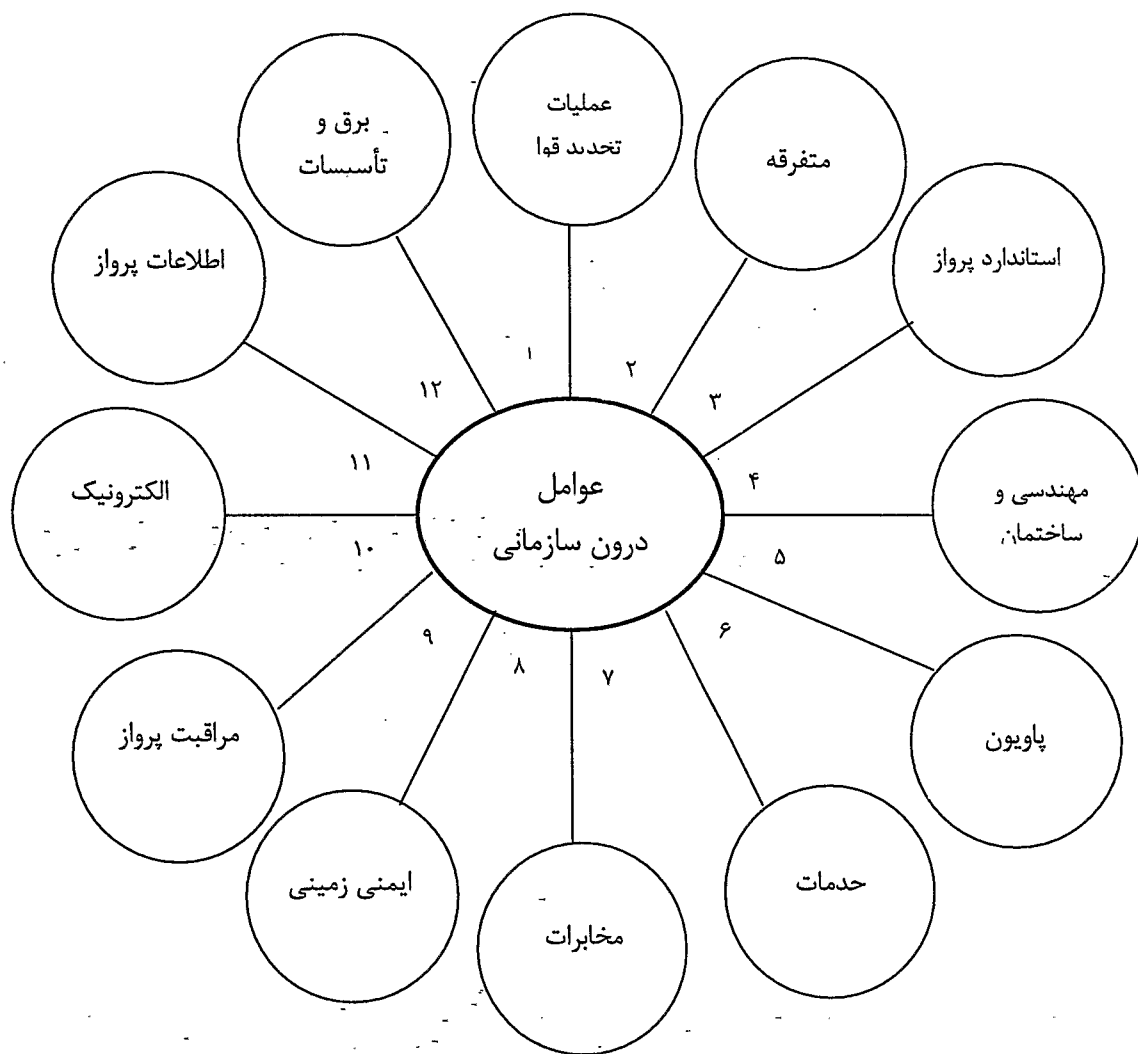 عملیات
تجدید قوا
متفرقه
استاندارد پرواز
مهندسی و
ساختمان
پاویون
حدمات
مخابرات
ایمنی زمینی
مراقبت پرواز
الکترونیک
اطلاعات پرواز
برق و
تأسیسات
عوامل
درون سازمانی
۱
۲
۳
۴
۵
۶
۷
۸
۹
۱۰
۱۱
۱۲